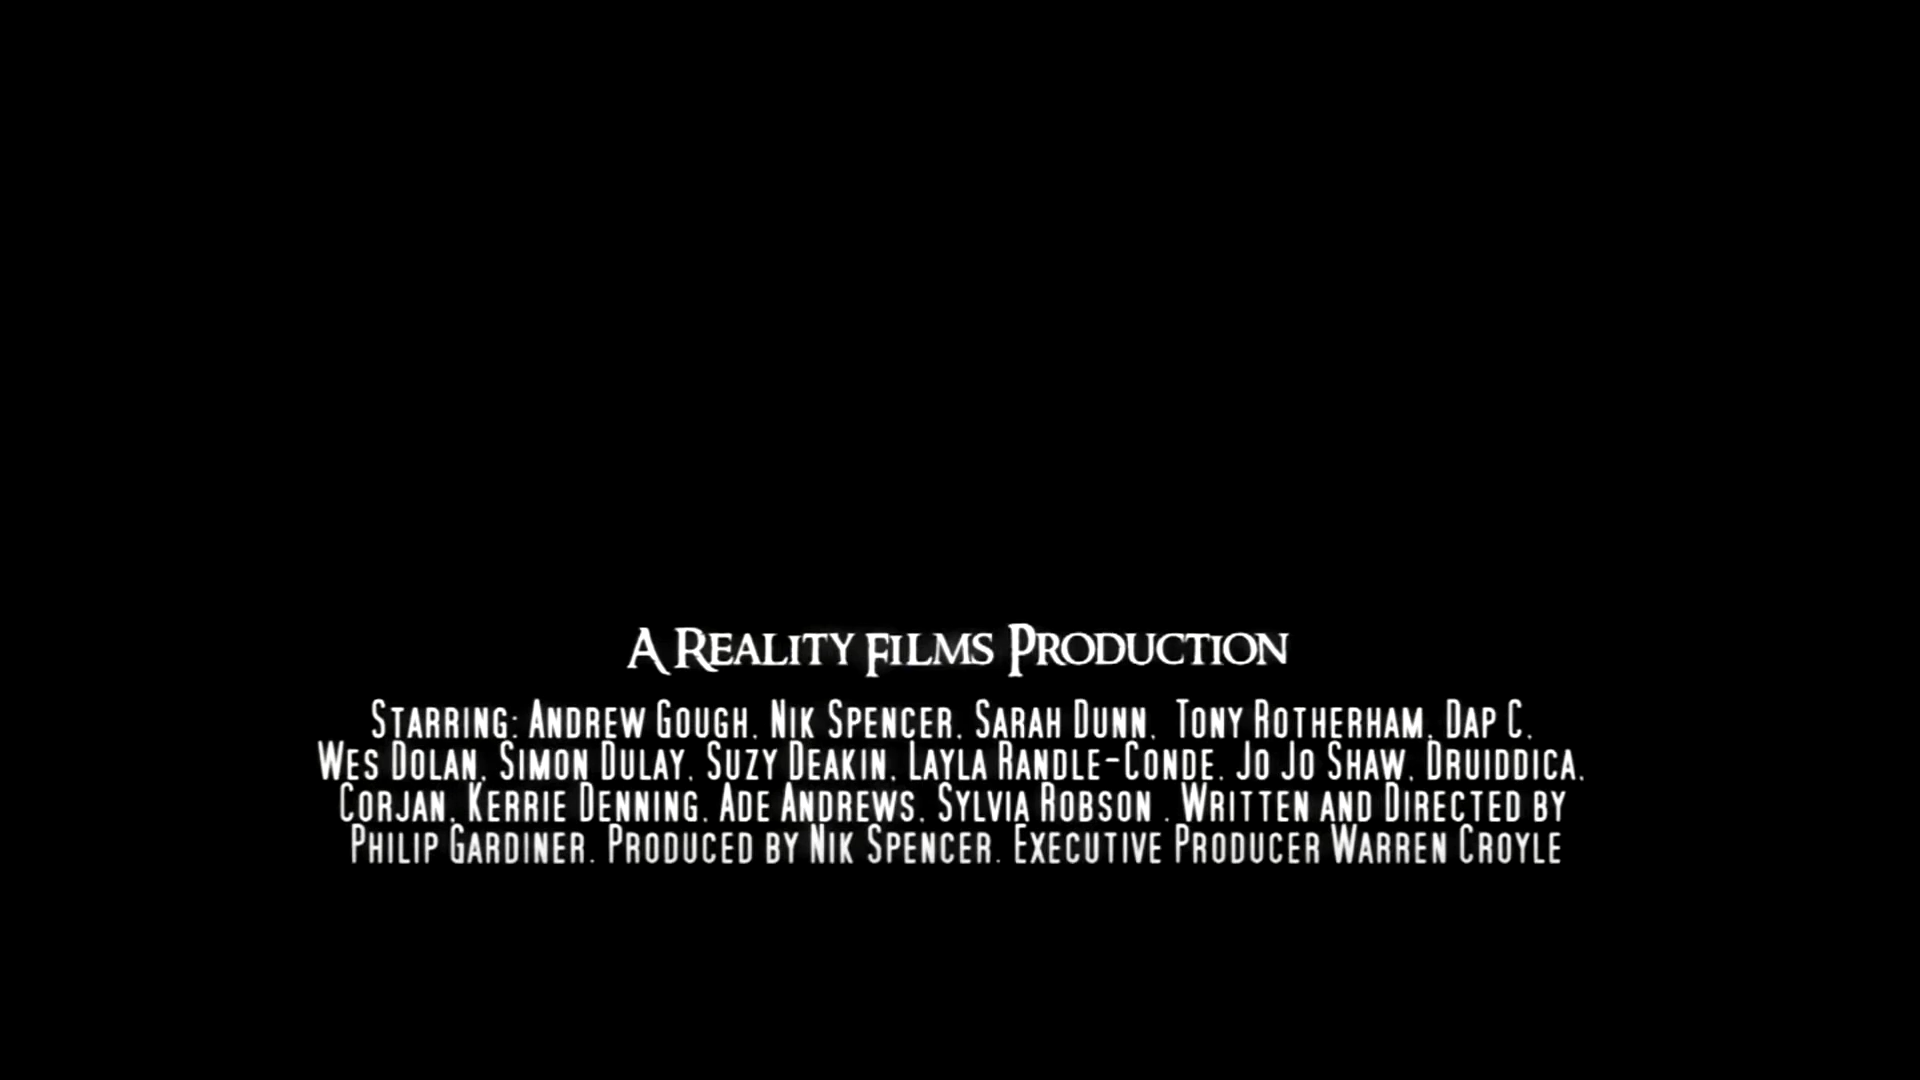 A Reality Films Production
Starring: Andrew Gough, Nik Spencer, Sarah Dunn, Tony Rotherham, Dap C,
Wes Dolan, Simon Dulay, Suzy Deakin, Layla Randle-Conde, Jo Jo Shaw, Druiddica,
Corjan, Kerrie Denning, Ade Andrews, Sylvia Robson . Written and Directed by
Philip Gardiner. Produced by Nik Spencer. Executive Producer Warren Croyle